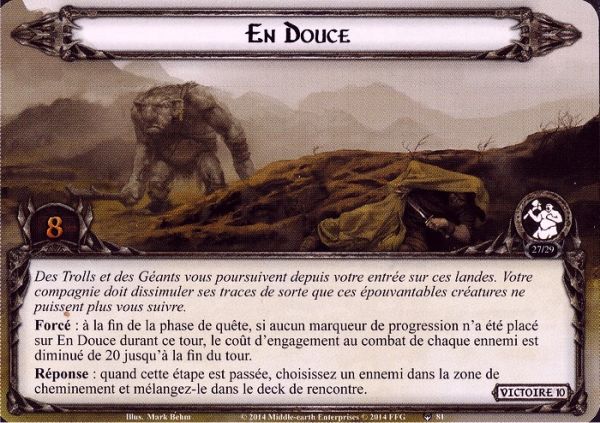 En Douce
8
27/29
Des Trolls et des Géants vous poursuivent depuis votre entrée sur ces landes. Votre
compagnie doit dissimuler ses traces de sorte que ces épouvantables créatures ne
puissent plus vous suivre.
Forcé : à la fin de la phase de quête, si aucun marqueur de progression n'a été placé
sur En Douce durant ce tour, le coût d'engagement au combat de chaque ennemi est
diminué de 20 jusqu'à la fin du tour.
Réponse : quand cette étape est passée, choisissez un ennemi dans la zone de
cheminement et mélangez-le dans le deck de rencontre.
VICTOIRE 10
Illus. Mark Behm © 2014 Middle-earth Enterprises © 2014 FFG 81